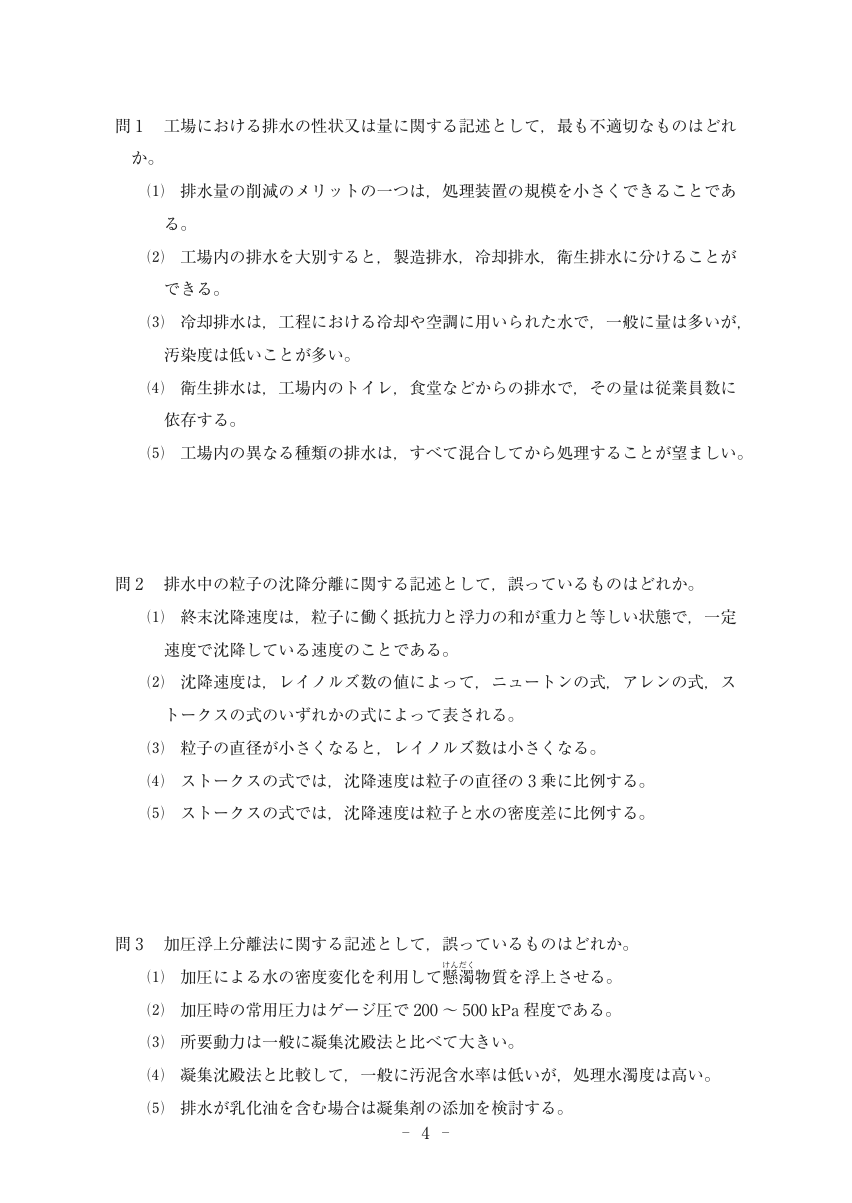 問1　工場における排水の性状又は量に関する記述として，最も不適切なものはどれ
か。
⑴　排水量の削減のメリットの一つは，処理装置の規模を小さくできることであ
る。
⑵　工場内の排水を大別すると，製造排水，冷却排水，衛生排水に分けることが
できる。
⑶　冷却排水は，工程における冷却や空調に用いられた水で，一般に量は多いが，
汚染度は低いことが多い。
⑷　衛生排水は，工場内のトイレ，食堂などからの排水で，その量は従業員数に
依存する。
⑸　工場内の異なる種類の排水は，すべて混合してから処理することが望ましい。
問2　排水中の粒子の沈降分離に関する記述として，誤っているものはどれか。
⑴　終末沈降速度は，粒子に働く抵抗力と浮力の和が重力と等しい状態で，一定
速度で沈降している速度のことである。
⑵　沈降速度は，レイノルズ数の値によって，ニュートンの式，アレンの式，ス
トークスの式のいずれかの式によって表される。
⑶　粒子の直径が小さくなると，レイノルズ数は小さくなる。
⑷　ストークスの式では，沈降速度は粒子の直径の3乗に比例する。
⑸　ストークスの式では，沈降速度は粒子と水の密度差に比例する。
問3　加圧浮上分離法に関する記述として，誤っているものはどれか。
けんだく
⑴　加圧による水の密度変化を利用して懸濁物質を浮上させる。
⑵　加圧時の常用圧力はゲージ圧で 200 ～ 500 kPa 程度である。
⑶　所要動力は一般に凝集沈殿法と比べて大きい。
⑷　凝集沈殿法と比較して，一般に汚泥含水率は低いが，処理水濁度は高い。
⑸　排水が乳化油を含む場合は凝集剤の添加を検討する。
- 4 -